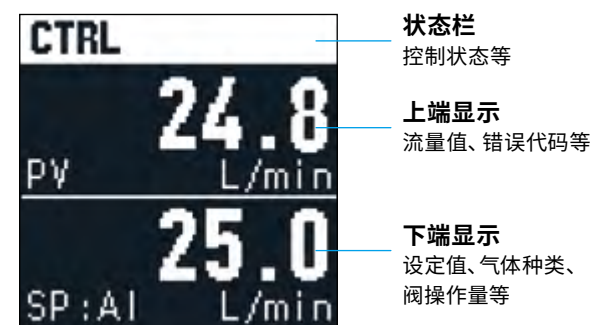 CTRL
24.8
PV L/min
25.0
SP:AI L/min
状态栏
控制状态等
上端显示
流量值、错误代码等
下端显示
设定值、气体种类、
阀操作量等